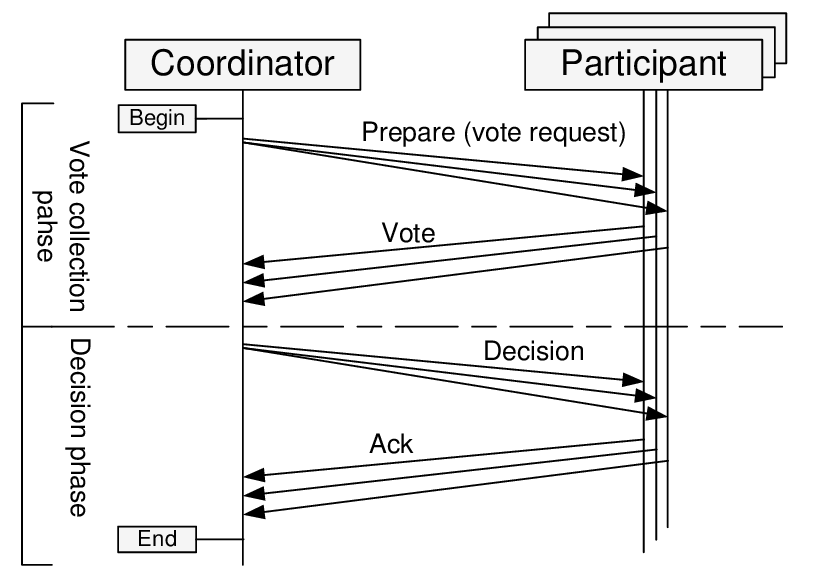 Coordinator
Participant
Begin
Prepare (vote request)
Vote collection
pahse
Vote
Decision
Decision phase
Ack
End